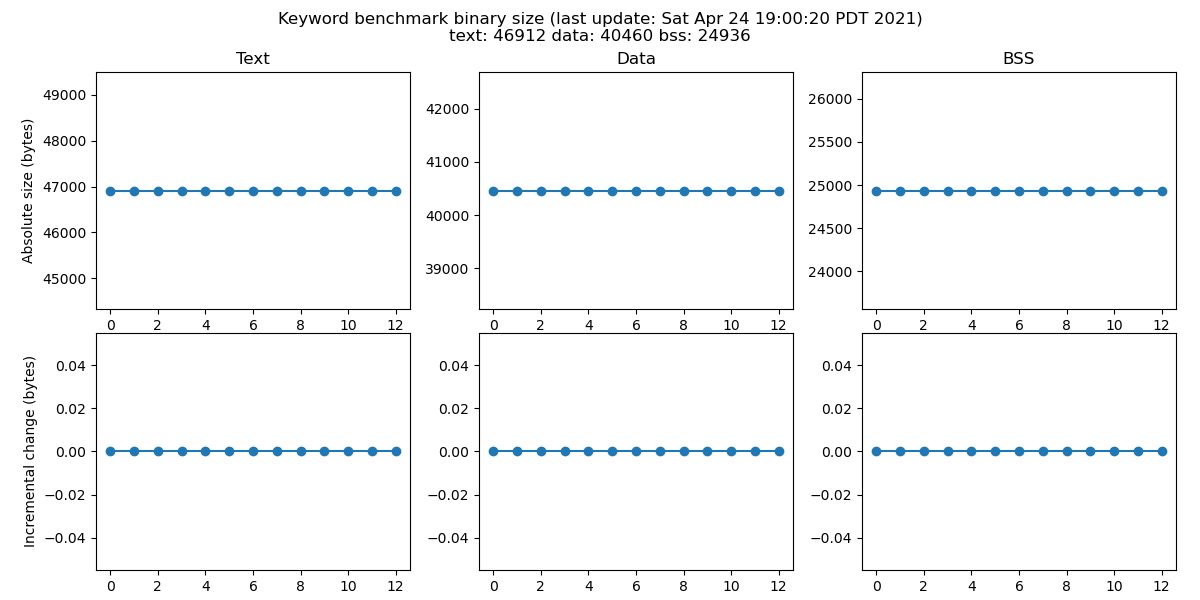 Keyword benchmark binary size (last update: Sat Apr 24 19:00:20 PDT 2021)
text: 46912 data: 40460 bss: 24936
Text
Data
BSS
Absolute size (bytes)
49000
48000
47000
46000
45000
0 2 4 6 8 10 12
42000
41000
40000
39000
0 2 4 6 8 10 12
26000
25500
25000
24500
24000
0 2 4 6 8 10 12
Incremental change (bytes)
0.04
0.02
0.00
−0.02
−0.04
0 2 4 6 8 10 12
0.04
0.02
0.00
−0.02
−0.04
0 2 4 6 8 10 12
0.04
0.02
0.00
−0.02
−0.04
0 2 4 6 8 10 12